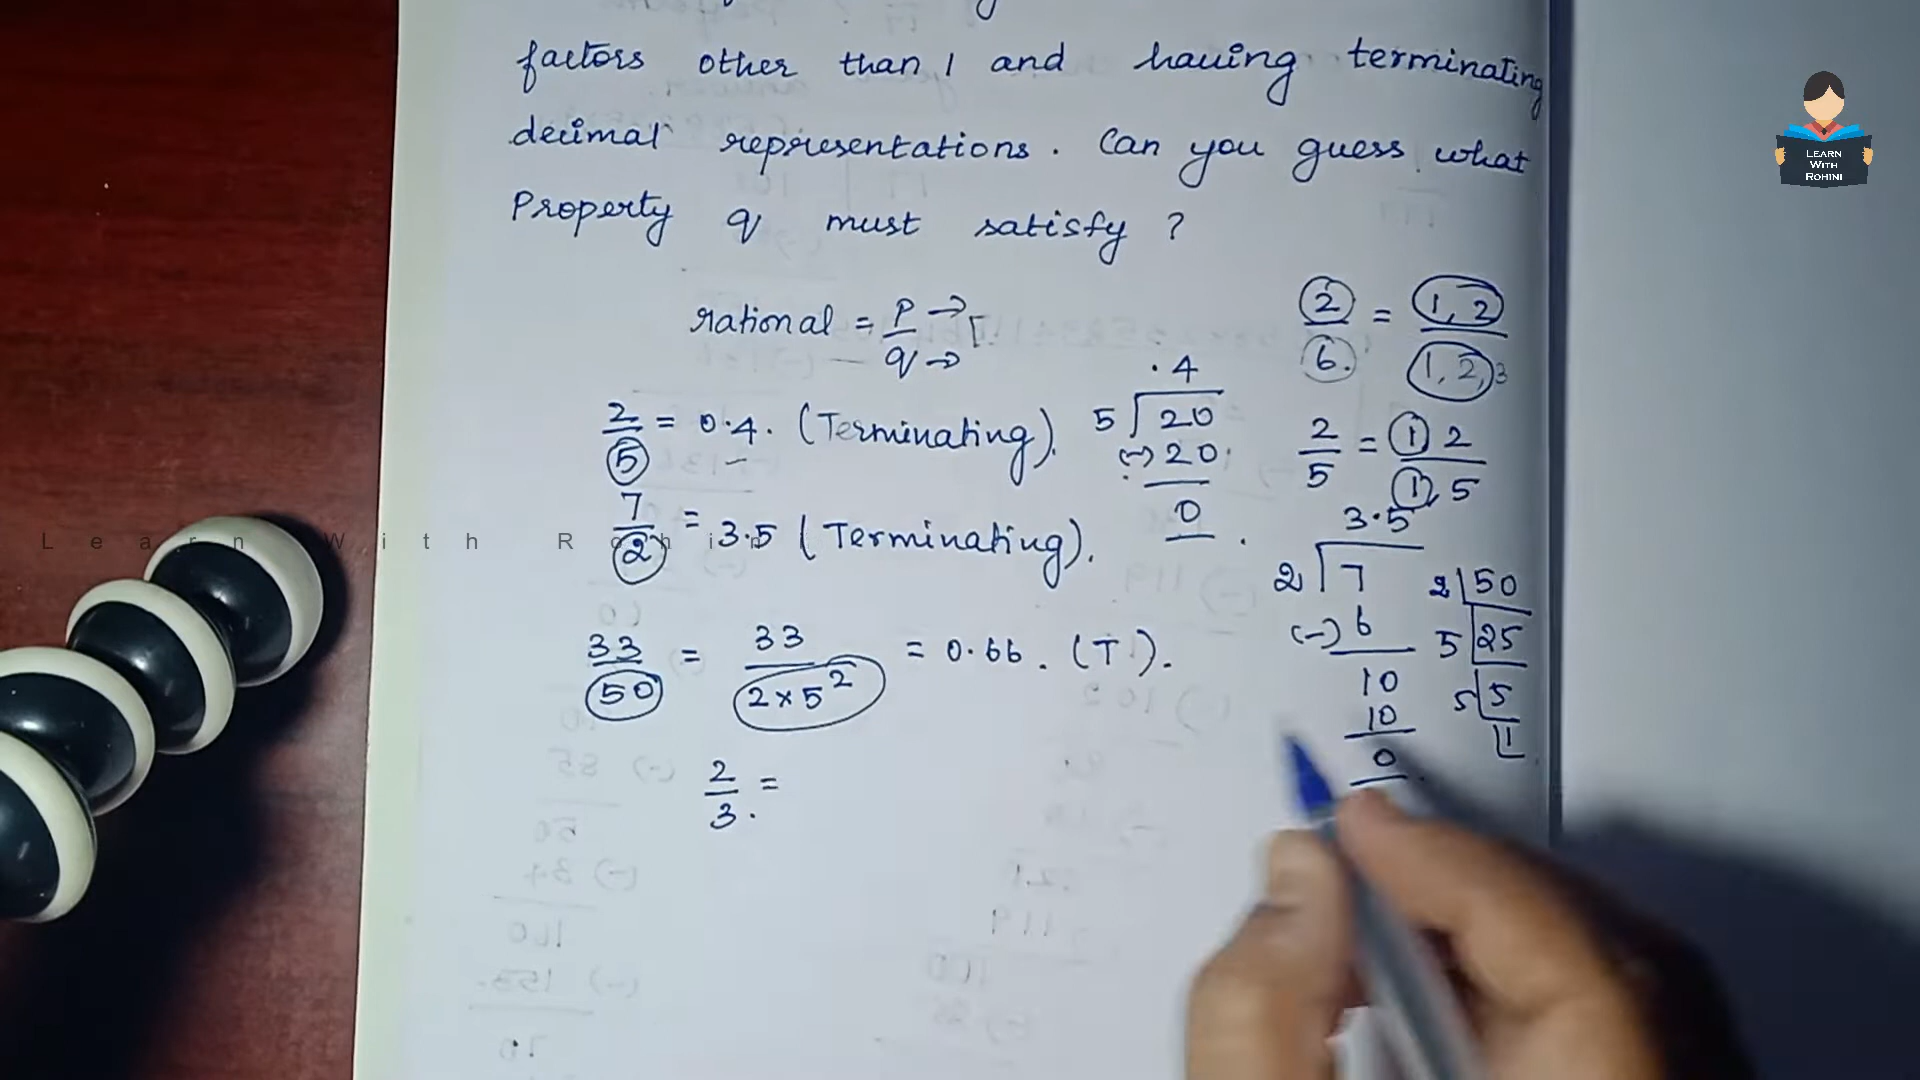 factors other than 1 and having terminating
decimal representations. Can you guess what
Property q must satisfy ?
rational = p/q
2/5 = 0.4. (Terminating).
7/2 = 3.5 (Terminating).
33/50 = 33/2×5² = 0.66. (T).
2/3. =
.4
5 20
(-) 20
0
2/6. = 1, 2/1, 2, 3
2/5 = 1 2/1, 5
3.5
2 7
(-) 6
10
10
0
2 50
5 25
5 5
1
LEARN
WITH
ROHINI
Learn With Rohini